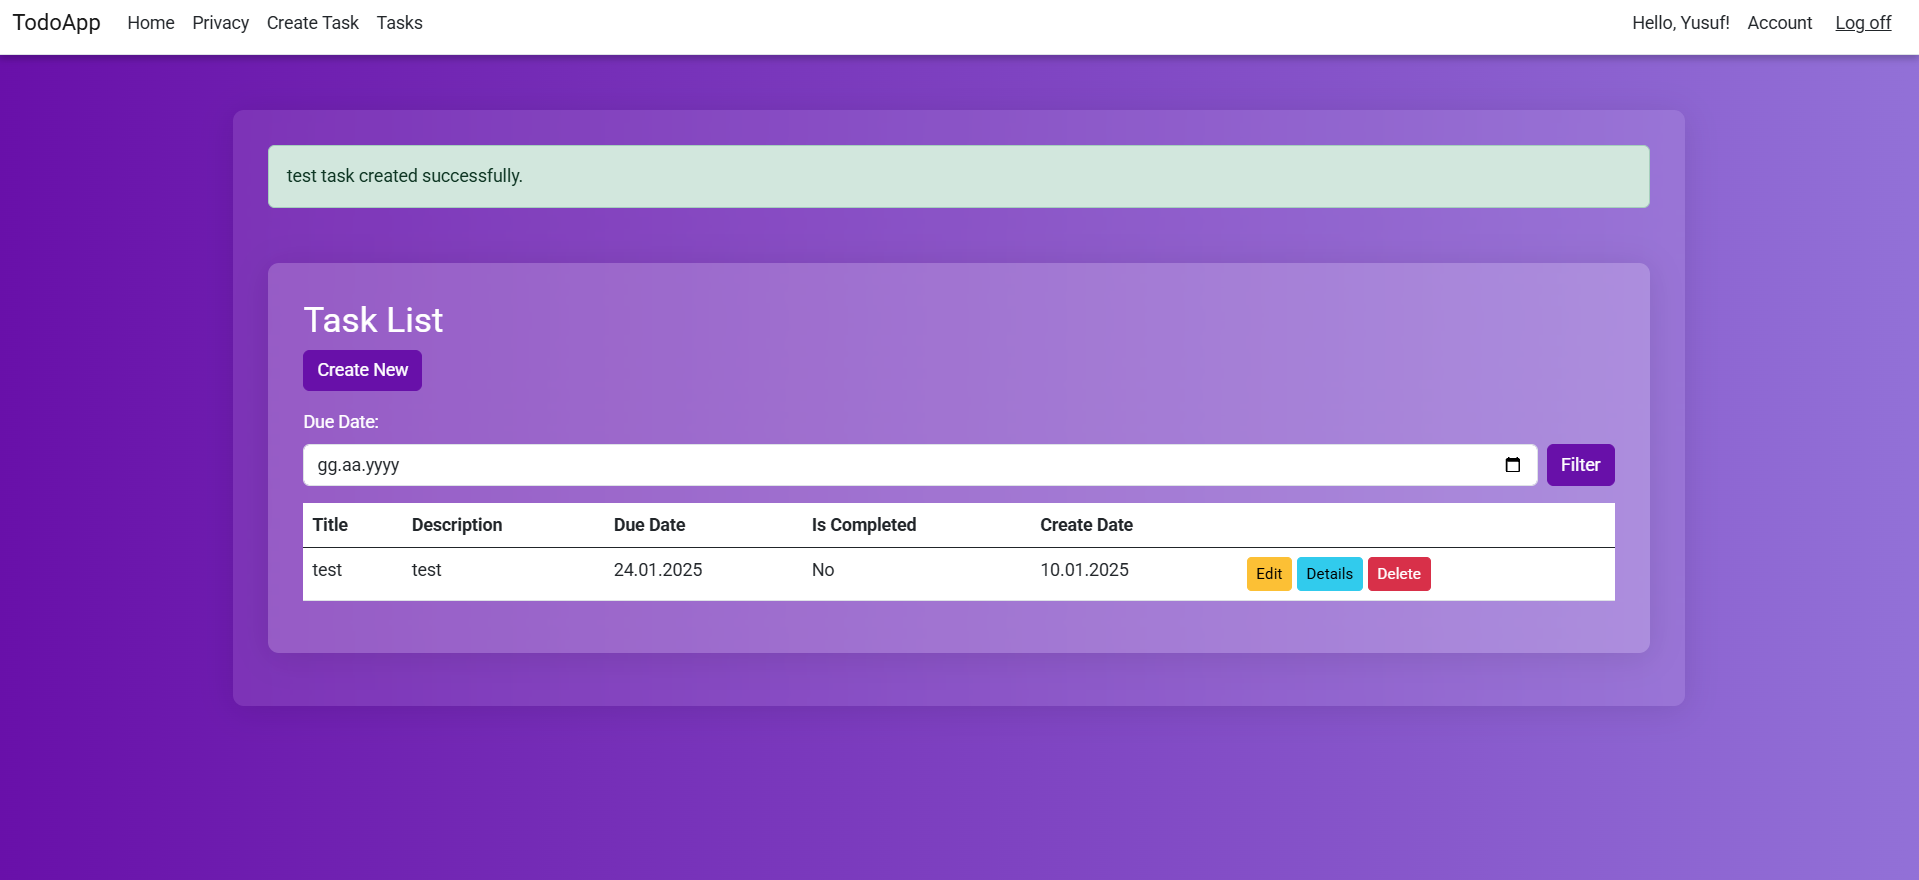 TodoApp Home Privacy Create Task Tasks Hello, Yusuf! Account Log off
test task created successfully.
Task List
Create New
Due Date:
gg.aa.yyyy Filter
Title Description Due Date Is Completed Create Date
test test 24.01.2025 No 10.01.2025 Edit Details Delete